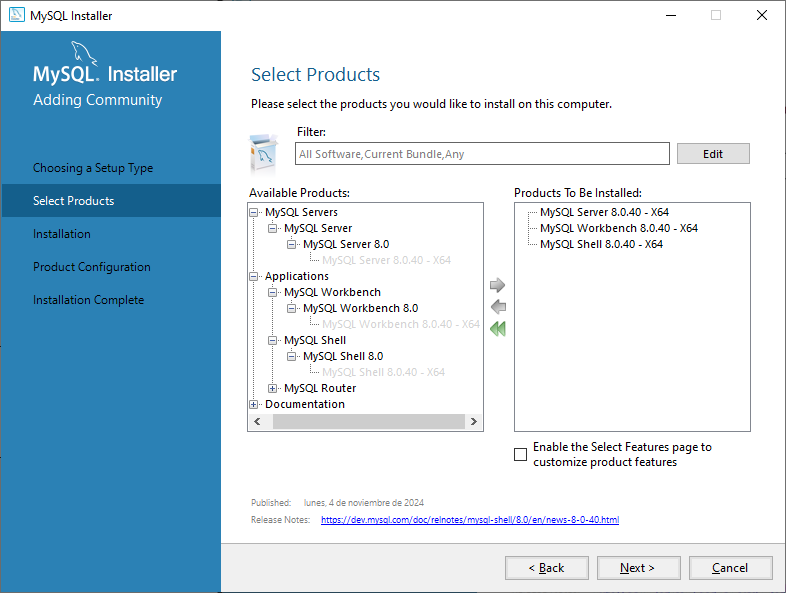 MySQL Installer
MySQL. Installer
Adding Community
Choosing a Setup Type
Select Products
Installation
Product Configuration
Installation Complete
Select Products
Please select the products you would like to install on this computer.
Filter:
All Software,Current Bundle,Any
Edit
Available Products:
MySQL Servers
MySQL Server
MySQL Server 8.0
MySQL Server 8.0.40 - X64
Applications
MySQL Workbench
MySQL Workbench 8.0
MySQL Workbench 8.0.40 - X64
MySQL Shell
MySQL Shell 8.0
MySQL Shell 8.0.40 - X64
MySQL Router
Documentation
Products To Be Installed:
MySQL Server 8.0.40 - X64
MySQL Workbench 8.0.40 - X64
MySQL Shell 8.0.40 - X64
Enable the Select Features page to
customize product features
Published: lunes, 4 de noviembre de 2024
Release Notes: https://dev.mysql.com/doc/relnotes/mysql-shell/8.0/en/news-8-0-40.html
< Back
Next >
Cancel